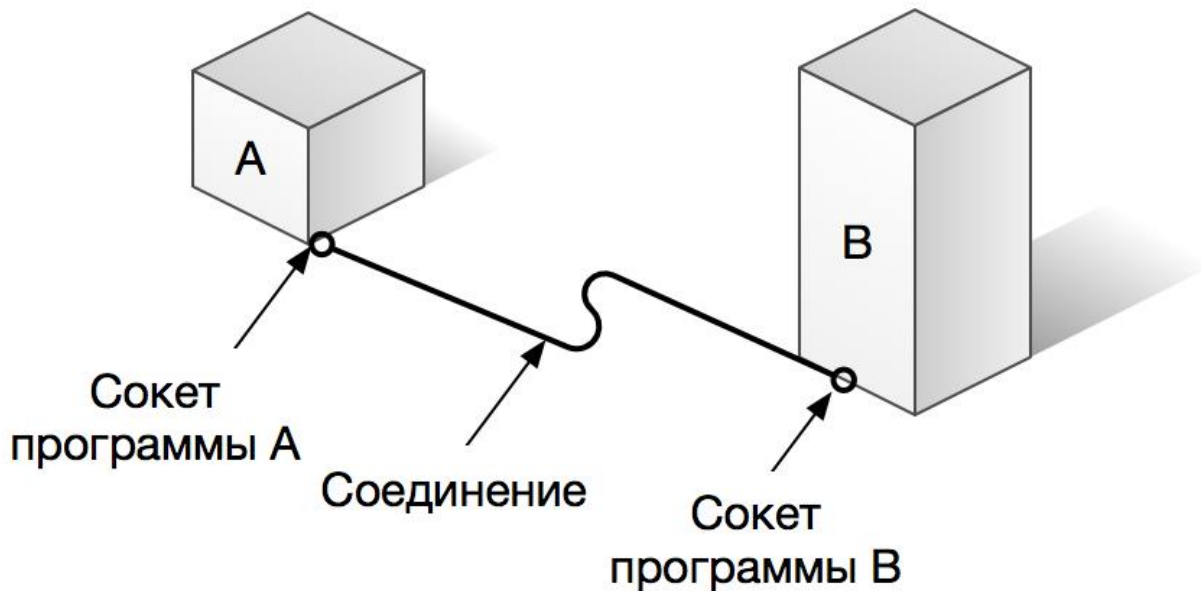 A
B
Сокет
программы A
Соединение
Сокет
программы B